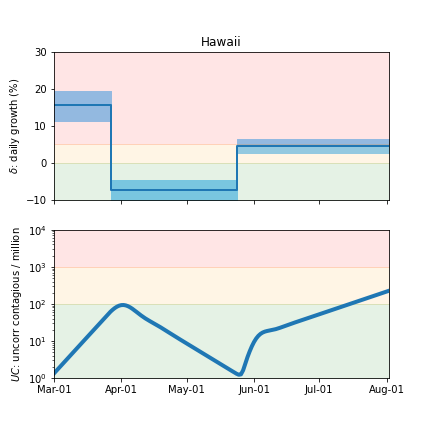 Hawaii
δ: daily growth (%)
30
20
10
0
−10
UC: uncorr contagious / million
10⁴
10³
10²
10¹
10⁰
Mar-01 Apr-01 May-01 Jun-01 Jul-01 Aug-01